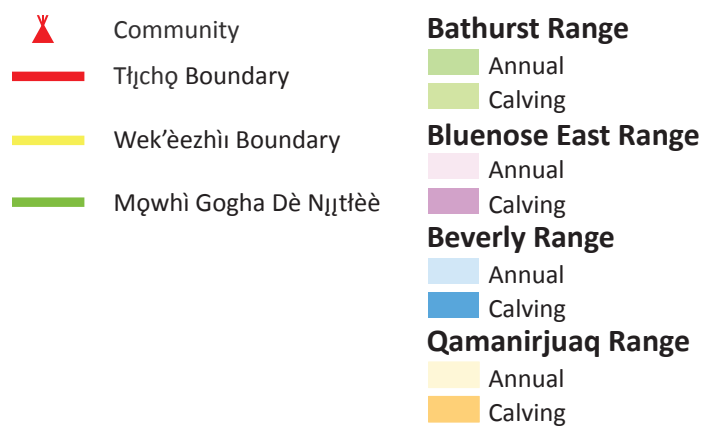 Community
Tłı̨chǫ Boundary
Wek’èezhìı Boundary
Mǫwhì Gogha Dè Nı̨ı̨tłèè
Bathurst Range
Annual
Calving
Bluenose East Range
Annual
Calving
Beverly Range
Annual
Calving
Qamanirjuaq Range
Annual
Calving